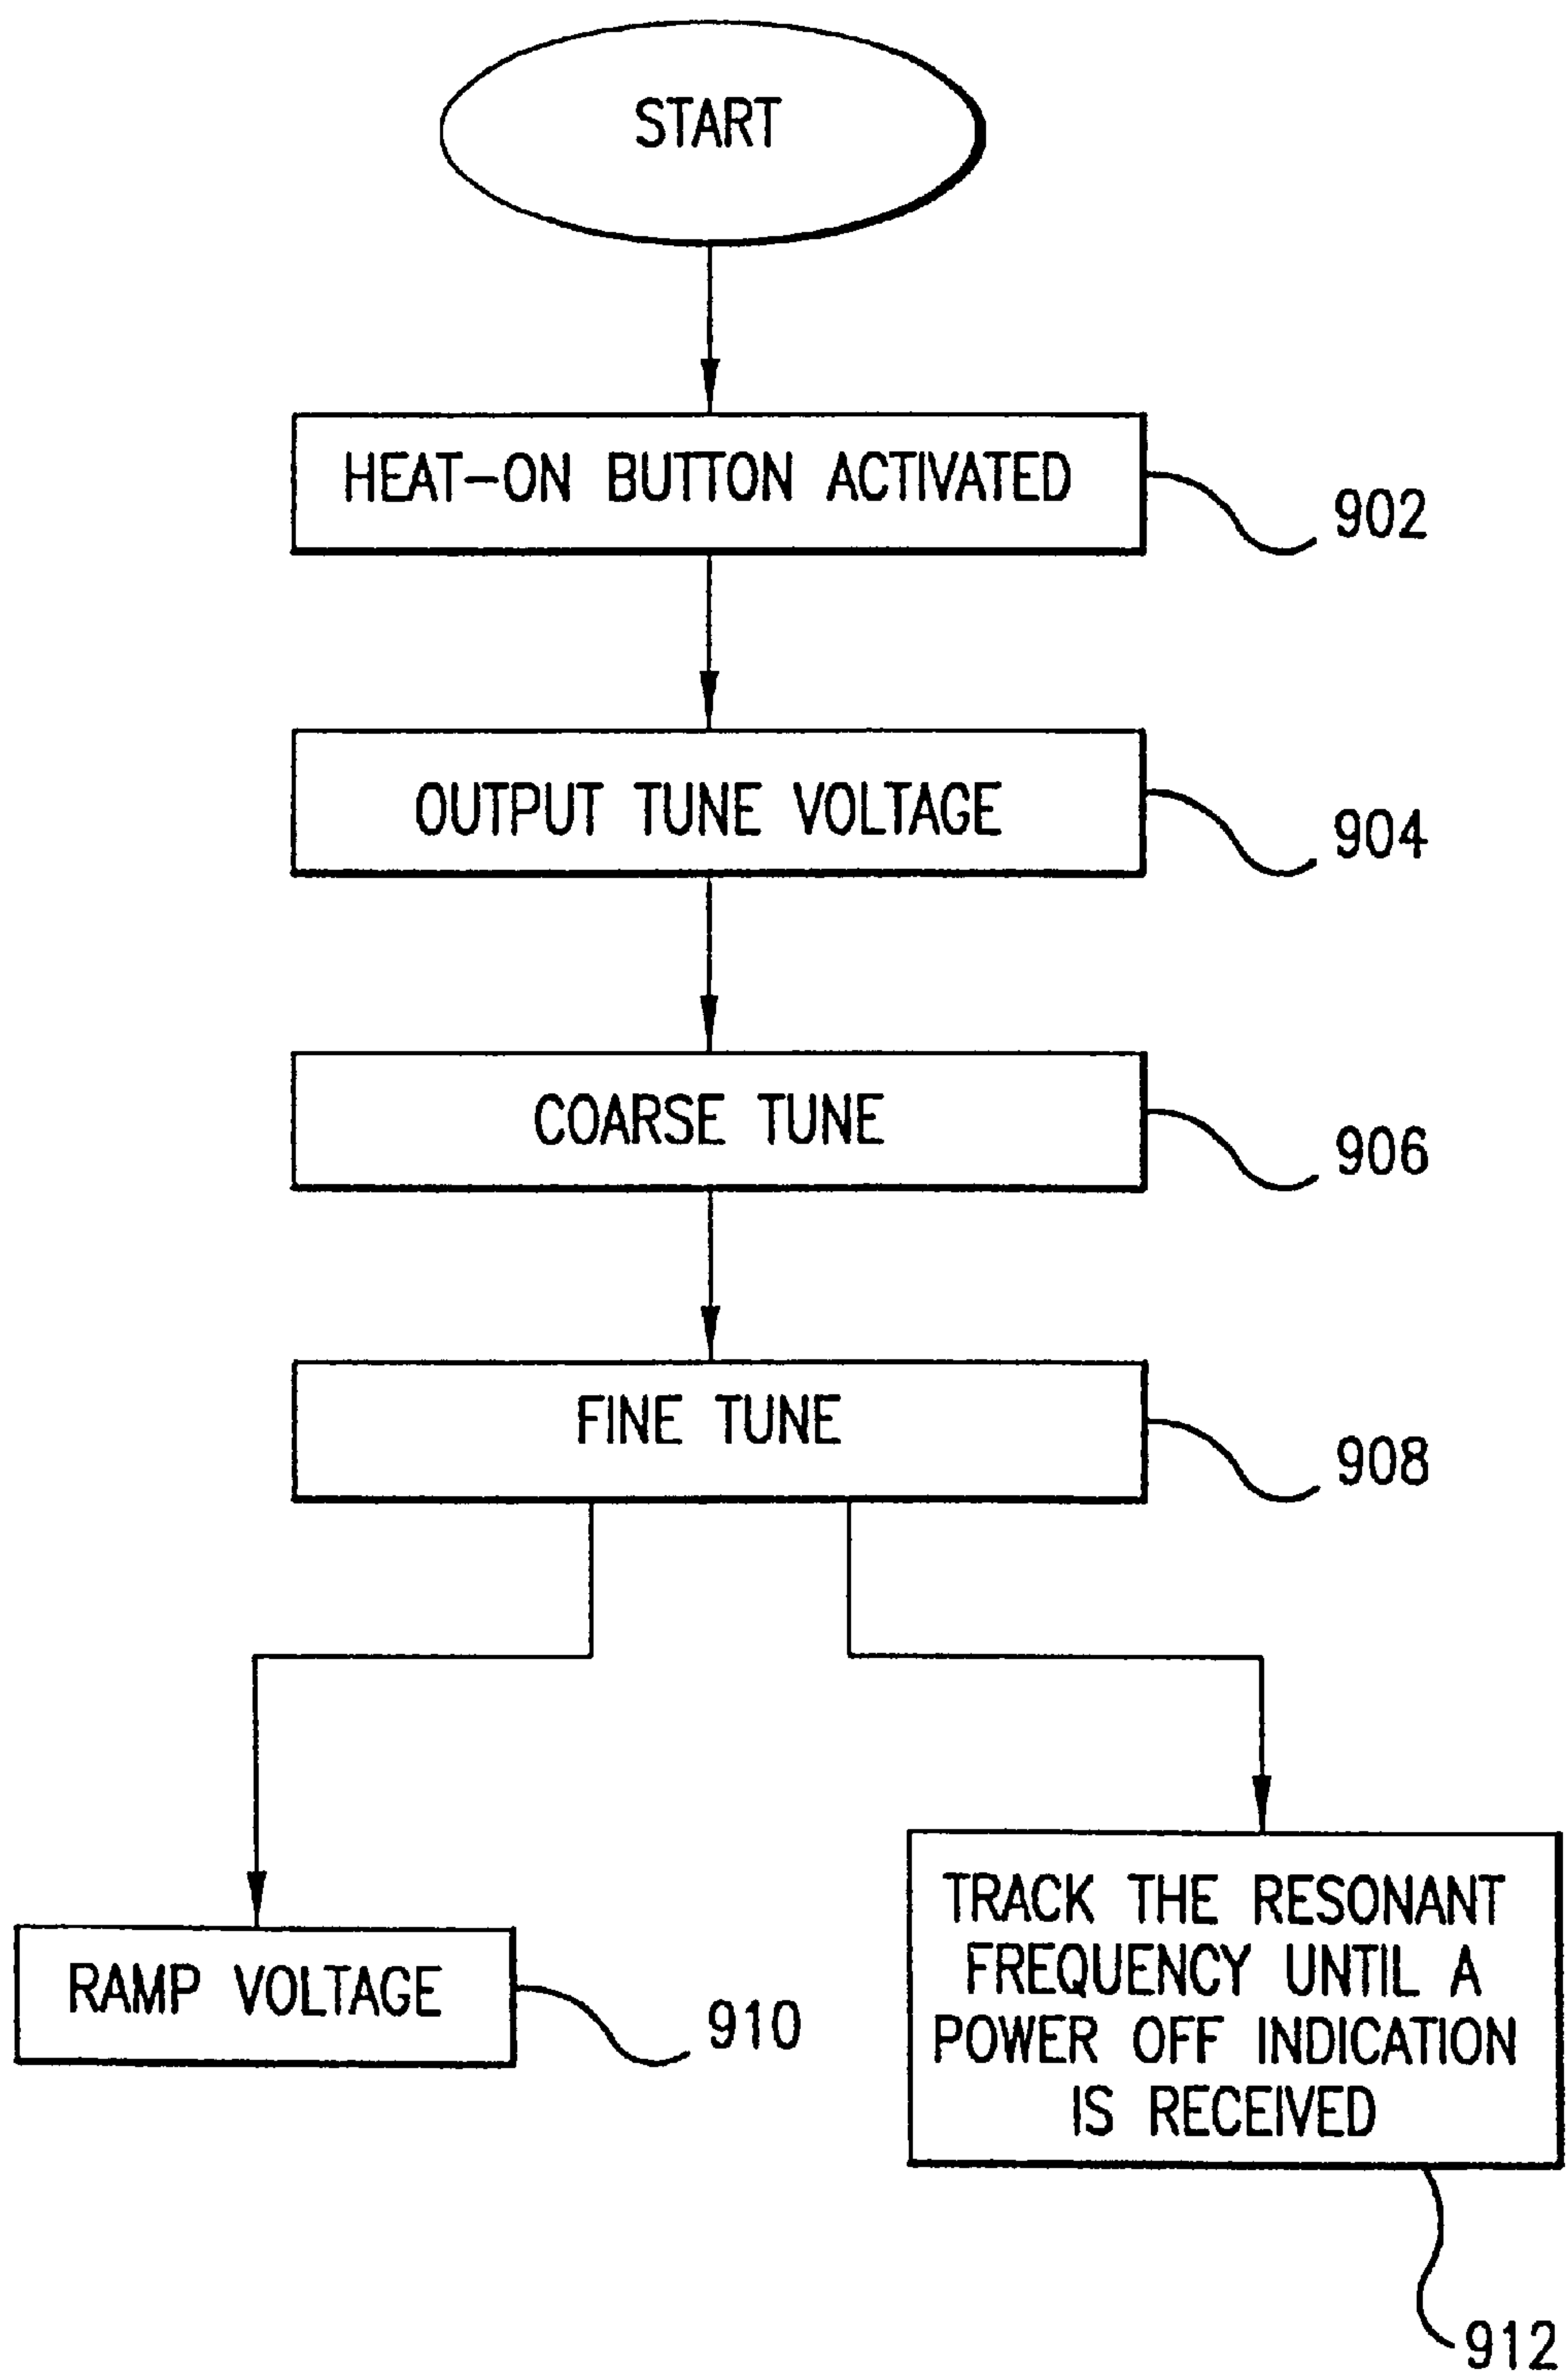 START
HEAT-ON BUTTON ACTIVATED
902
OUTPUT TUNE VOLTAGE
904
COARSE TUNE
906
FINE TUNE
908
RAMP VOLTAGE
910
TRACK THE RESONANT
FREQUENCY UNTIL A
POWER OFF INDICATION
IS RECEIVED
912